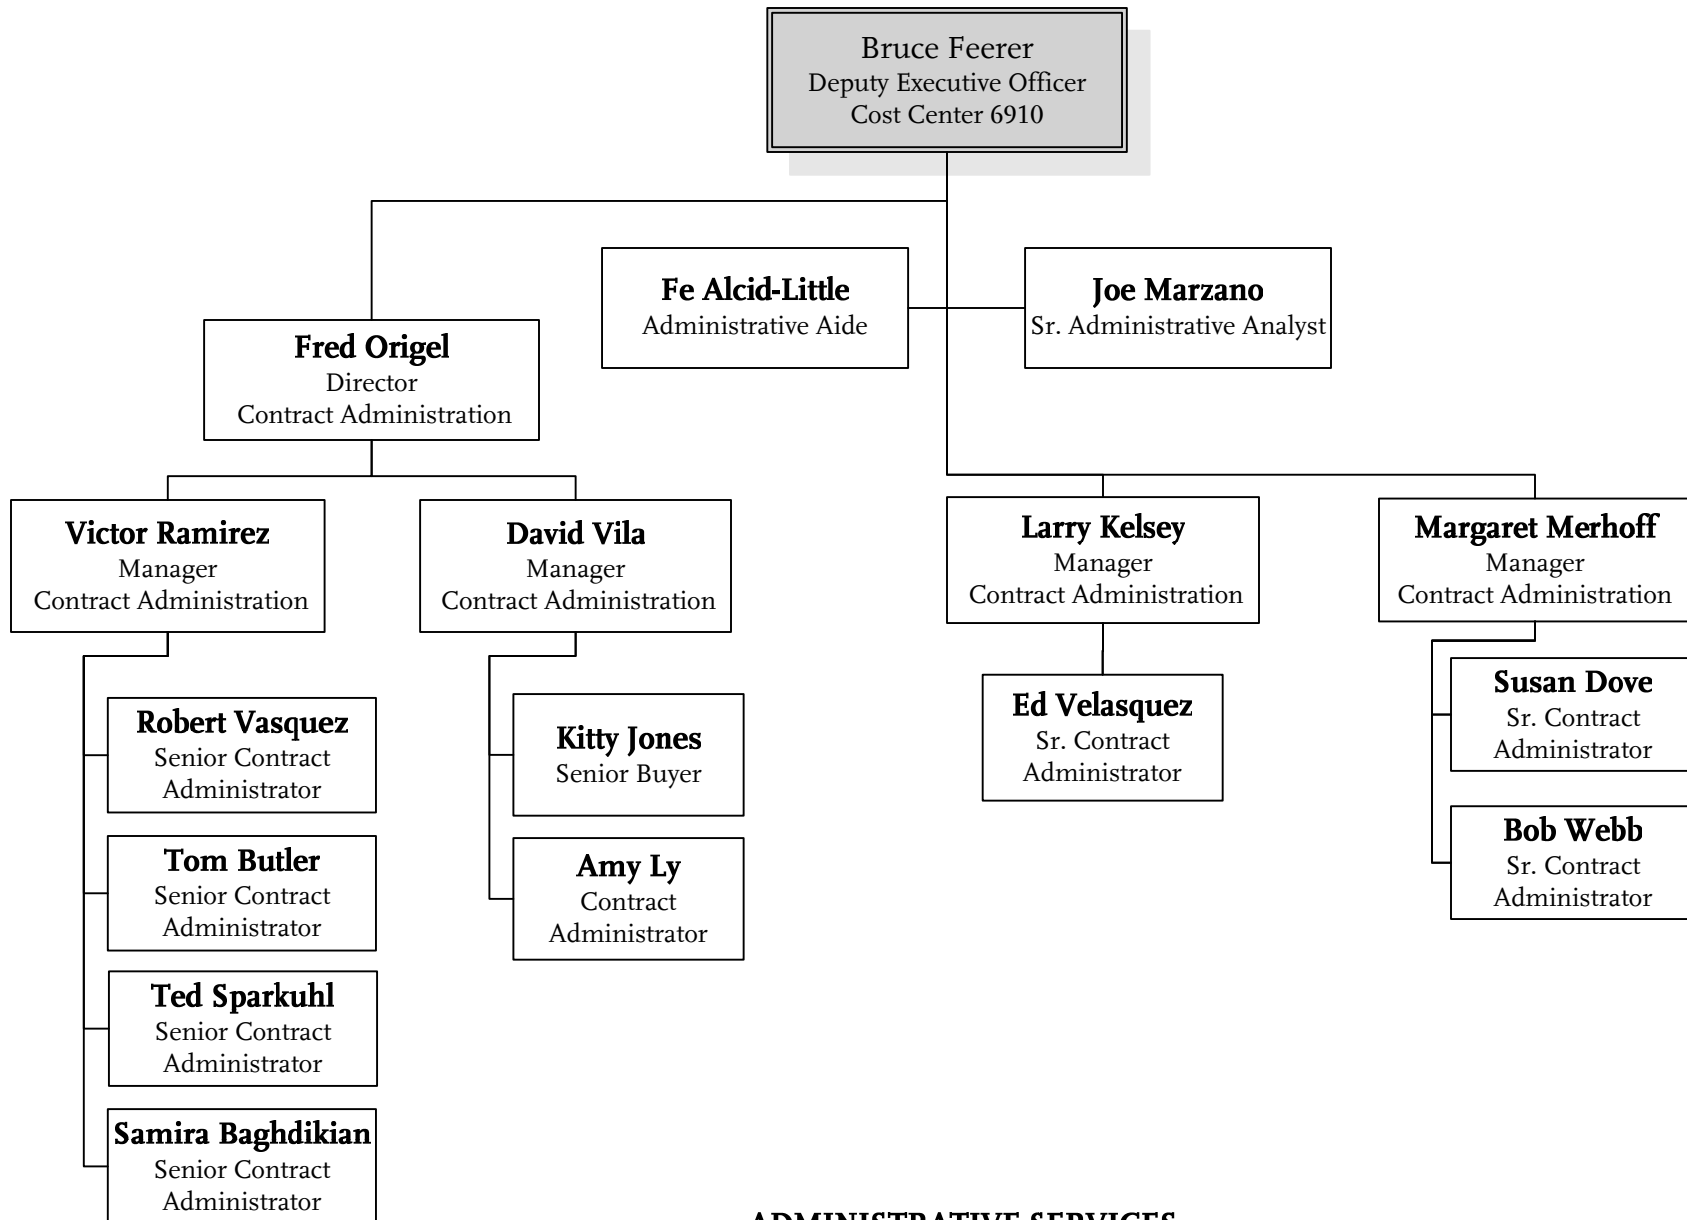 Bruce Feerer
Deputy Executive Officer
Cost Center 6910
Fe Alcid-Little
Administrative Aide
Joe Marzano
Sr. Administrative Analyst
Fred Origel
Director
Contract Administration
Victor Ramirez
Manager
Contract Administration
David Vila
Manager
Contract Administration
Larry Kelsey
Manager
Contract Administration
Margaret Merhoff
Manager
Contract Administration
Robert Vasquez
Senior Contract
Administrator
Tom Butler
Senior Contract
Administrator
Ted Sparkuhl
Senior Contract
Administrator
Samira Baghdikian
Senior Contract
Administrator
Kitty Jones
Senior Buyer
Amy Ly
Contract
Administrator
Ed Velasquez
Sr. Contract
Administrator
Susan Dove
Sr. Contract
Administrator
Bob Webb
Sr. Contract
Administrator
ADMINISTRATIVE SERVICES